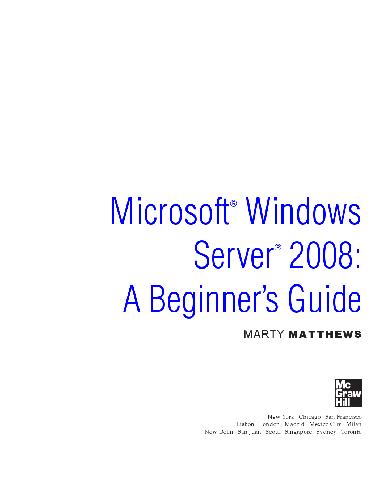 Microsoft® Windows
Server® 2008:
A Beginner's Guide
MARTY MATTHEWS
Mc
Graw
Hill
New York Chicago San Francisco
Lisbon London Madrid Mexico City Milan
New Delhi San Juan Seoul Singapore Sydney Toronto